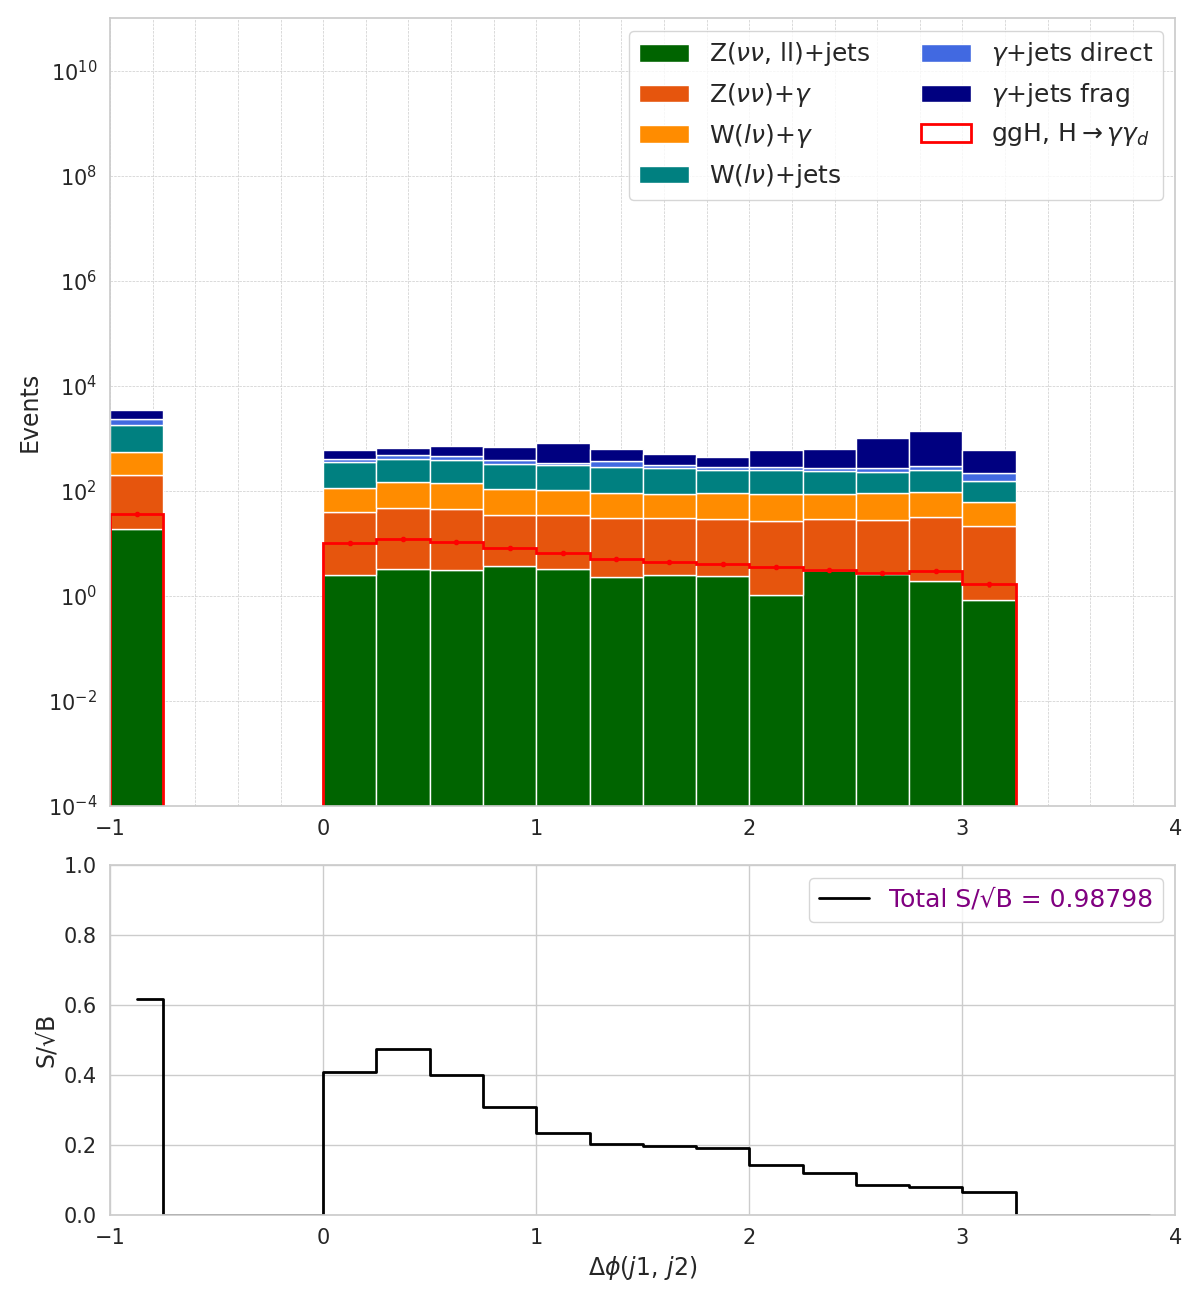 Z(νν, ll)+jets
Z(νν)+γ
W(lν)+γ
W(lν)+jets
γ+jets direct
γ+jets frag
ggH, H→γγ_d
Events
10^10
10^8
10^6
10^4
10^2
10^0
10^−2
10^−4
−1 0 1 2 3 4
Total S/√B = 0.98798
S/√B
1.0
0.8
0.6
0.4
0.2
0.0
−1 0 1 2 3 4
Δϕ(j1, j2)